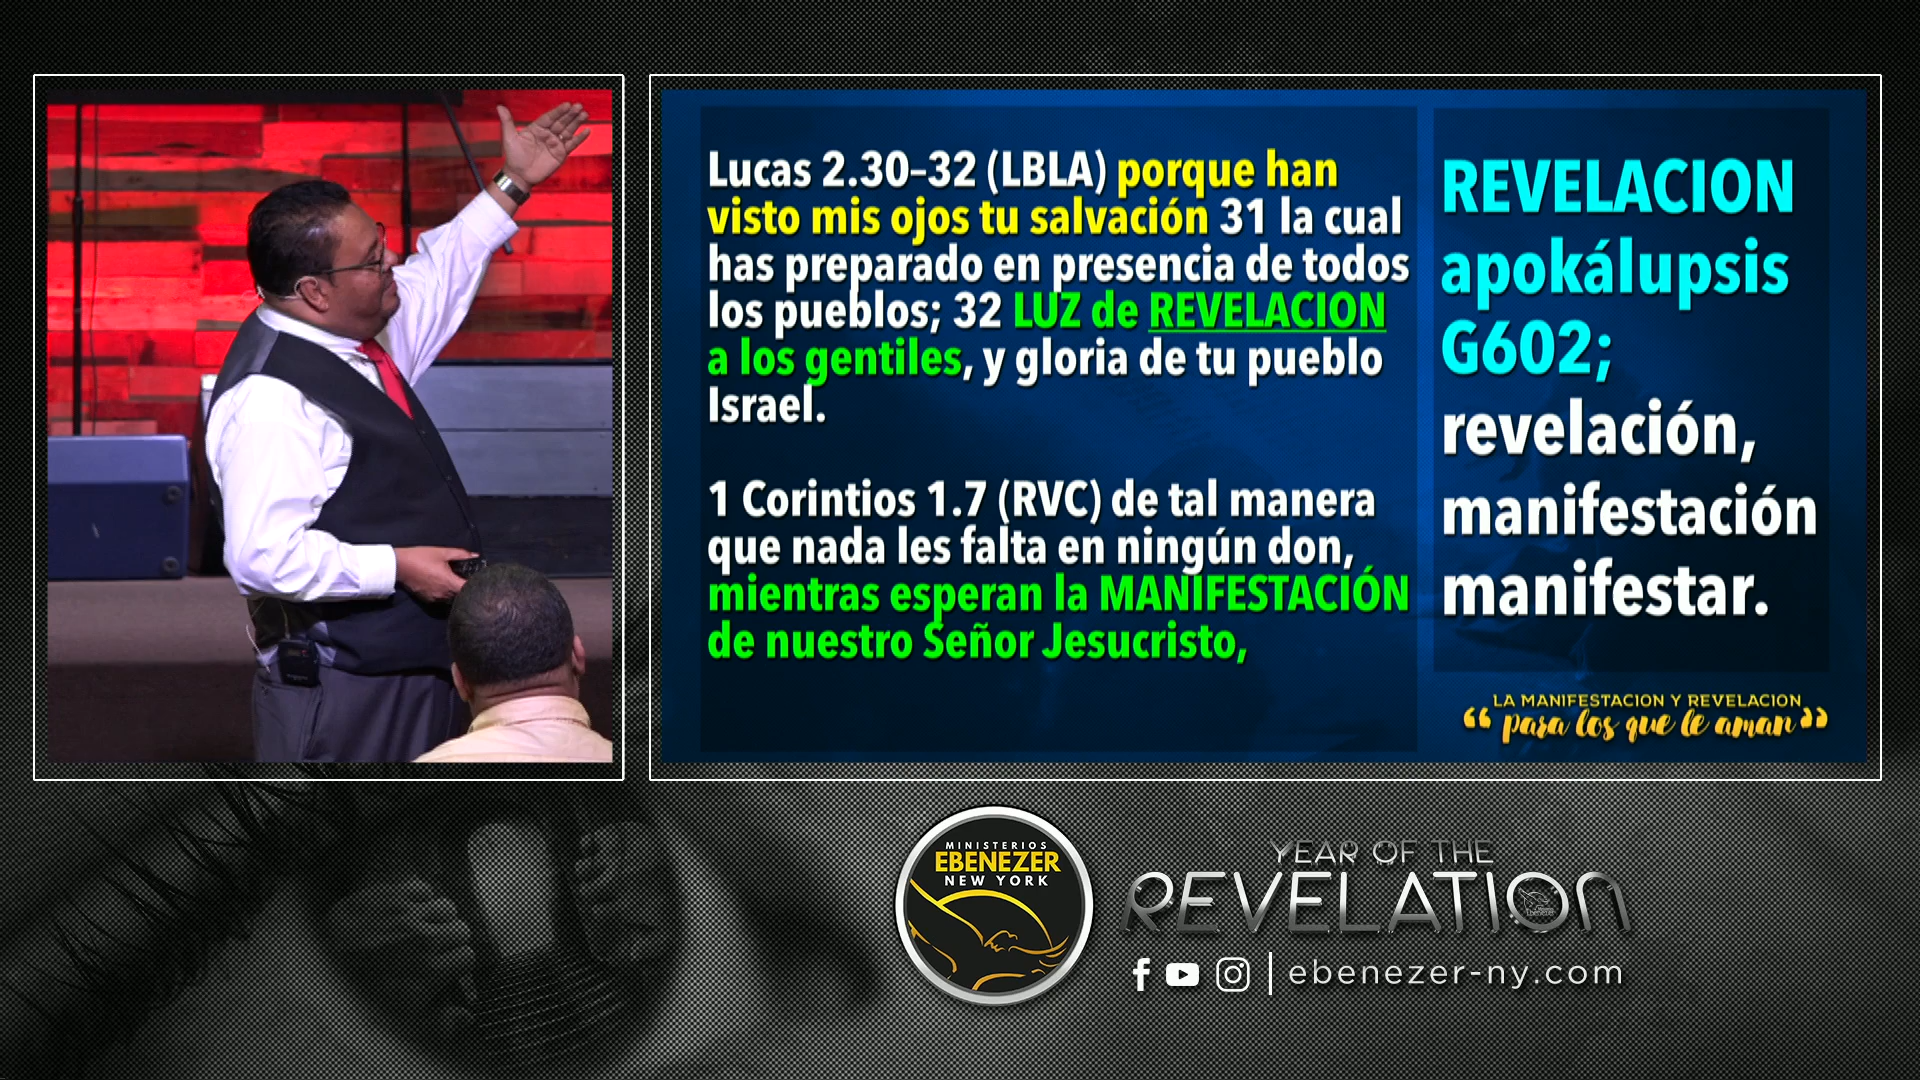 Lucas 2.30–32 (LBLA) porque han
visto mis ojos tu salvación 31 la cual
has preparado en presencia de todos
los pueblos; 32 LUZ de REVELACION
a los gentiles, y gloria de tu pueblo
Israel.
1 Corintios 1.7 (RVC) de tal manera
que nada les falta en ningún don,
mientras esperan la MANIFESTACIÓN
de nuestro Señor Jesucristo,
REVELACION
apokálupsis
G602;
revelación,
manifestación
manifestar.
LA MANIFESTACION Y REVELACION
“para los que le aman”
MINISTERIOS
EBENEZER
NEW YORK
YEAR OF THE
REVELATION
ebenezer-ny.com